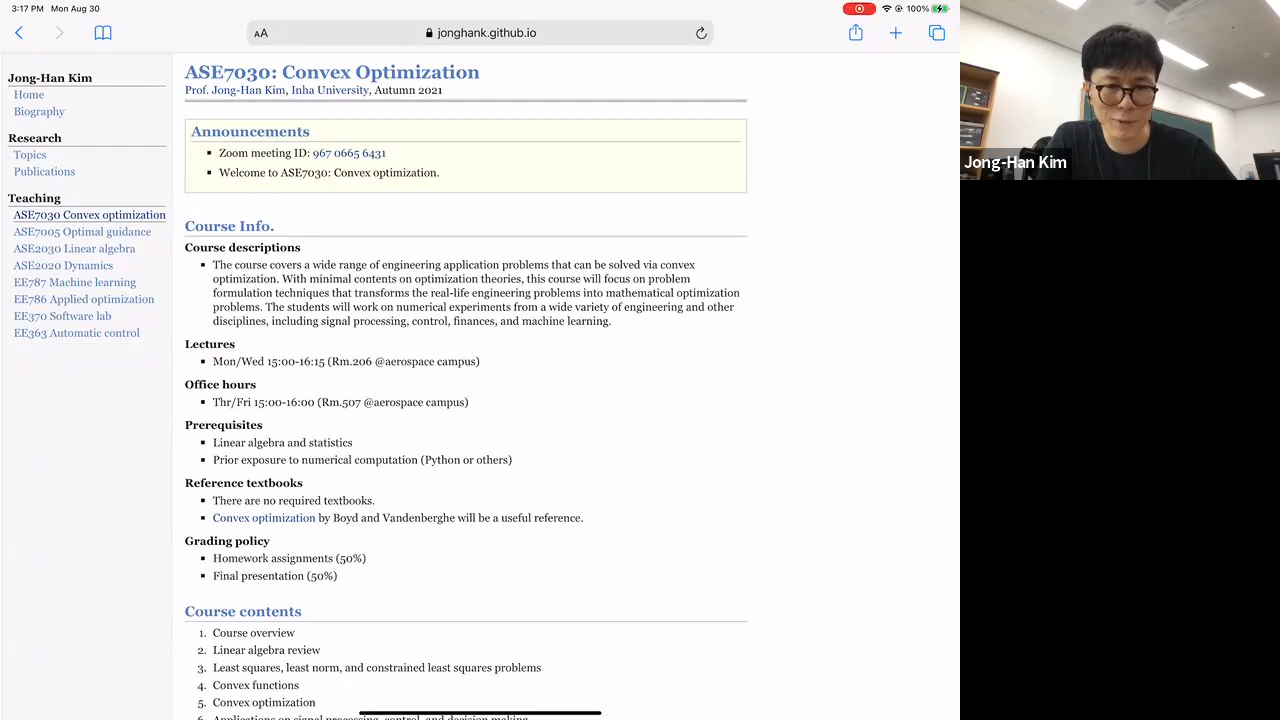 3:17 PM Mon Aug 30
100%
AA
jonghank.github.io
Jong-Han Kim
Home
Biography
Research
Topics
Publications
Teaching
ASE7030 Convex optimization
ASE7005 Optimal guidance
ASE2030 Linear algebra
ASE2020 Dynamics
EE787 Machine learning
EE786 Applied optimization
EE370 Software lab
EE363 Automatic control
ASE7030: Convex Optimization
Prof. Jong-Han Kim, Inha University, Autumn 2021
Announcements
Zoom meeting ID: 967 0665 6431
Welcome to ASE7030: Convex optimization.
Course Info.
Course descriptions
The course covers a wide range of engineering application problems that can be solved via convex
optimization. With minimal contents on optimization theories, this course will focus on problem
formulation techniques that transforms the real-life engineering problems into mathematical optimization
problems. The students will work on numerical experiments from a wide variety of engineering and other
disciplines, including signal processing, control, finances, and machine learning.
Lectures
Mon/Wed 15:00-16:15 (Rm.206 @aerospace campus)
Office hours
Thr/Fri 15:00-16:00 (Rm.507 @aerospace campus)
Prerequisites
Linear algebra and statistics
Prior exposure to numerical computation (Python or others)
Reference textbooks
There are no required textbooks.
Convex optimization by Boyd and Vandenberghe will be a useful reference.
Grading policy
Homework assignments (50%)
Final presentation (50%)
Course contents
1. Course overview
2. Linear algebra review
3. Least squares, least norm, and constrained least squares problems
4. Convex functions
5. Convex optimization
6. Applications on signal processing, control, and decision making
Jong-Han Kim